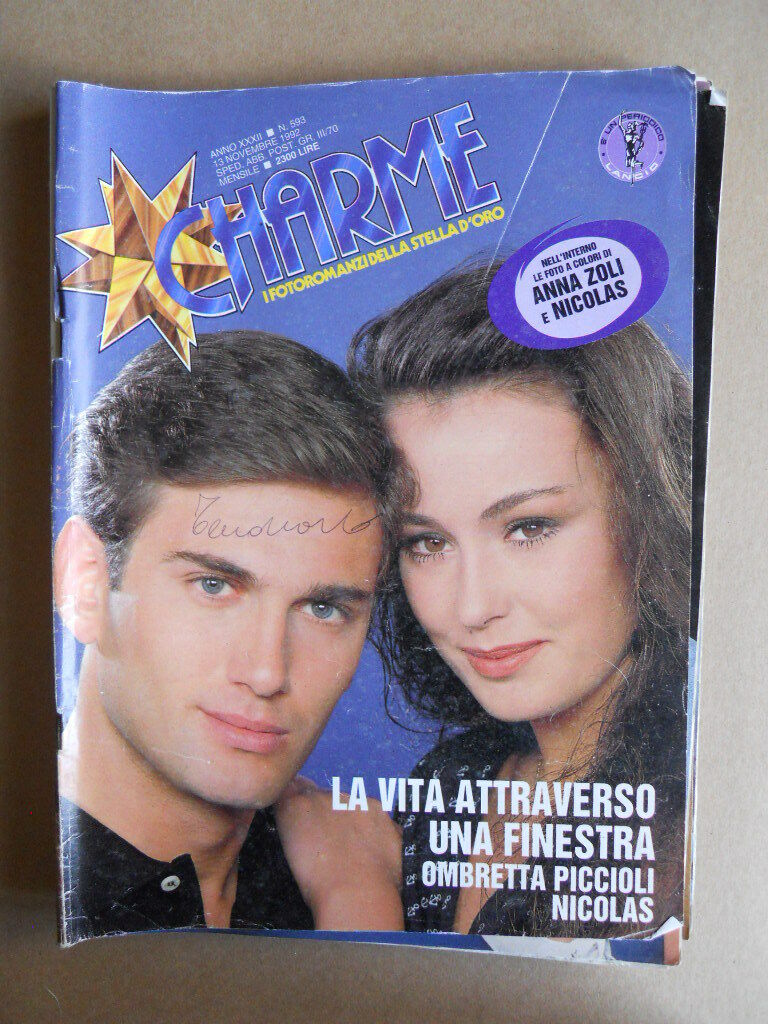 ANNO XXXII ■ N. 593
13 NOVEMBRE 1992
SPED. ABB. POST. GR. III/70
MENSILE ■ 2300 LIRE
CHARME
I FOTOROMANZI DELLA STELLA D'ORO
E' UN PERIODICO
LANCIO
NELL'INTERNO
LE FOTO A COLORI DI
ANNA ZOLI
E NICOLAS
LA VITA ATTRAVERSO
UNA FINESTRA
OMBRETTA PICCIOLI
NICOLAS